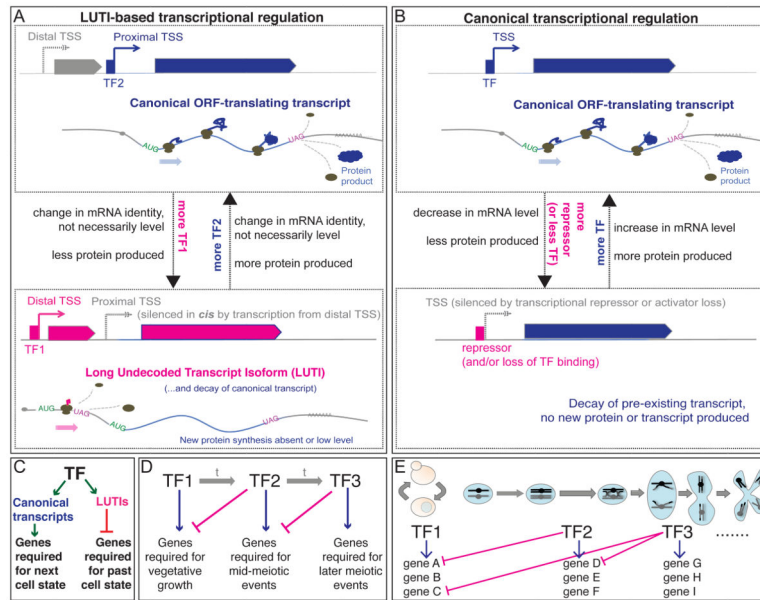 A
LUTI-based transcriptional regulation
Distal TSS
Proximal TSS
TF2
Canonical ORF-translating transcript
AUG
UAG
AAAAAAA
Protein
product
change in mRNA identity,
not necessarily level
less protein produced
more TF1
more TF2
change in mRNA identity,
not necessarily level
more protein produced
Distal TSS
Proximal TSS
(silenced in cis by transcription from distal TSS)
TF1
Long Undecoded Transcript Isoform (LUTI)
(...and decay of canonical transcript)
AUG
UAG
AUG
UAG
AAAAAAA
New protein synthesis absent or low level
B
Canonical transcriptional regulation
TSS
TF
Canonical ORF-translating transcript
AUG
UAG
AAAAAAA
Protein
product
decrease in mRNA level
less protein produced
more
repressor
(or less TF)
more TF
increase in mRNA level
more protein produced
TSS (silenced by transcriptional repressor or activator loss)
repressor
(and/or loss of TF binding)
Decay of pre-existing transcript,
no new protein or transcript produced
C
TF
Canonical
transcripts
LUTIs
Genes
required
for next
cell state
Genes
required
for past
cell state
D
t
t
TF1
TF2
TF3
Genes
required for
vegetative
growth
Genes
required for
mid-meiotic
events
Genes
required for
later meiotic
events
E
TF1
TF2
TF3
.......
gene A
gene B
gene C
gene D
gene E
gene F
gene G
gene H
gene I